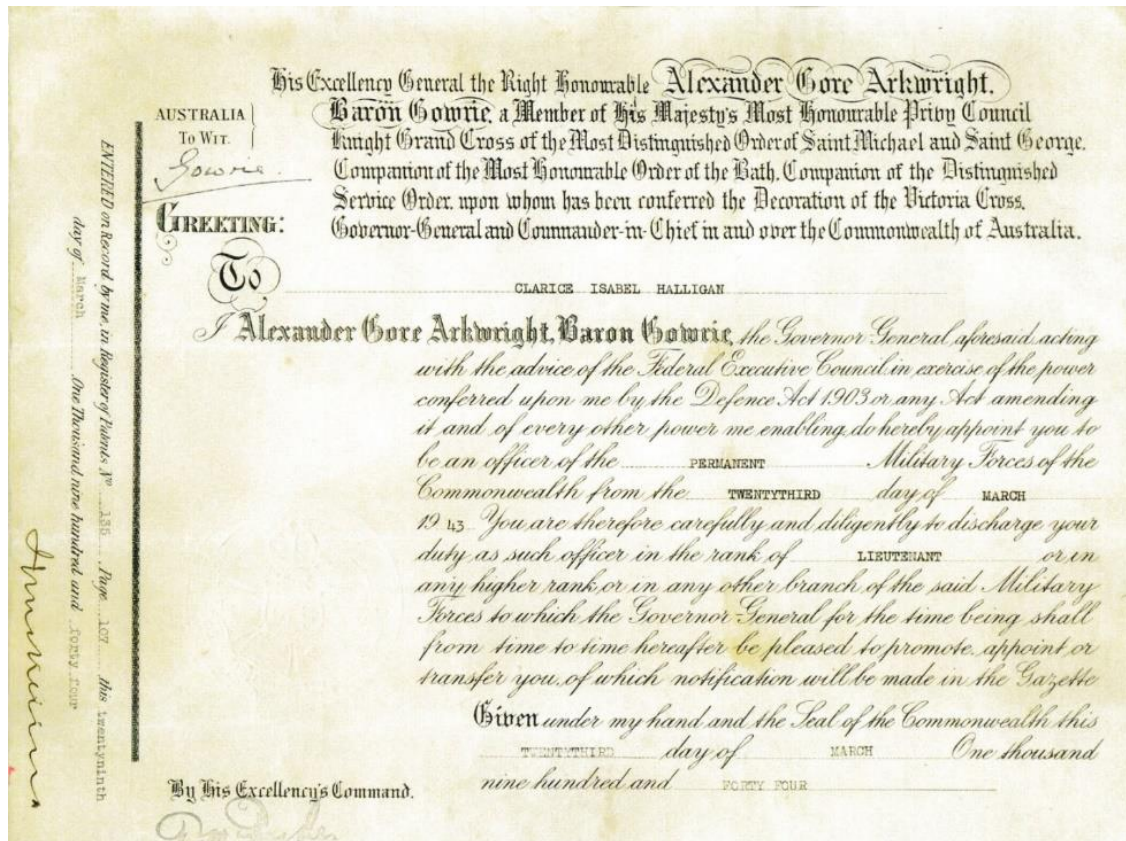 His Excellency General the Right Honourable Alexander Gore Arkwright,
Baron Gowrie, a Member of His Majesty's Most Honourable Privy Council
Knight Grand Cross of the Most Distinguished Order of Saint Michael and Saint George,
Companion of the Most Honourable Order of the Bath, Companion of the Distinguished
Service Order, upon whom has been conferred the Decoration of the Victoria Cross,
Governor-General and Commander-in-Chief in and over the Commonwealth of Australia.
AUSTRALIA
TO WIT.
Gowrie
GREETING:
To CLARICE ISABEL HALLIGAN
I Alexander Gore Arkwright, Baron Gowrie, the Governor General aforesaid, acting
with the advice of the Federal Executive Council in exercise of the power
conferred upon me by the Defence Act 1903 or any Act amending
it and of every other power me enabling, do hereby appoint you to
be an officer of the PERMANENT Military Forces of the
Commonwealth from the TWENTYTHIRD day of MARCH
1943 You are therefore carefully and diligently to discharge your
duty as such officer in the rank of LIEUTENANT or in
any higher rank or in any other branch of the said Military
Forces to which the Governor General for the time being shall
from time to time hereafter be pleased to promote, appoint or
transfer you, of which notification will be made in the Gazette
Given under my hand and the Seal of the Commonwealth this
TWENTYTHIRD day of MARCH One thousand
nine hundred and FORTY FOUR
By His Excellency's Command.
ENTERED on Record by me, in Register of Patents No 135 Page 107 this twentyninth
day of March One Thousand nine hundred and forty four